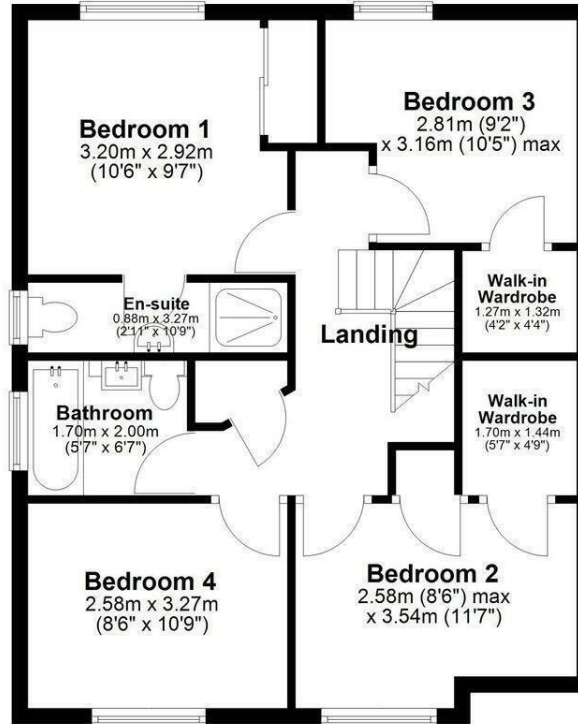 Bedroom 1
3.20m x 2.92m
(10'6" x 9'7")
Bedroom 3
2.81m (9'2")
x 3.16m (10'5") max
En-suite
0.88m x 3.27m
(2'11" x 10'9")
Landing
Walk-in
Wardrobe
1.27m x 1.32m
(4'2" x 4'4")
Bathroom
1.70m x 2.00m
(5'7" x 6'7")
Walk-in
Wardrobe
1.70m x 1.44m
(5'7" x 4'9")
Bedroom 4
2.58m x 3.27m
(8'6" x 10'9")
Bedroom 2
2.58m (8'6") max
x 3.54m (11'7")